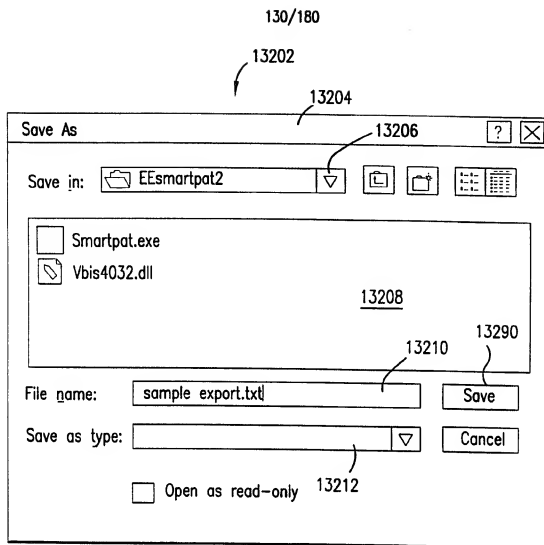 130/180
13202
13204
Save As
?
13206
Save in: EEsmartpat2
Smartpat.exe
Vbis4032.dll
13208
13290
13210
File name: sample export.txt
Save
Save as type:
Cancel
Open as read-only
13212